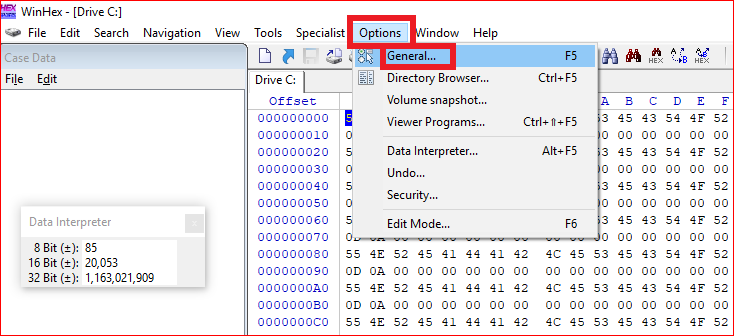 WinHex - [Drive C:]
File Edit Search Navigation View Tools Specialist Options Window Help
Case Data
File Edit
General... F5
Directory Browser... Ctrl+F5
Volume snapshot...
Viewer Programs... Ctrl+⇧+F5
Data Interpreter... Alt+F5
Undo...
Security...
Edit Mode... F6
Drive C:
Offset A B C D E F
000000000 5 53 45 43 54 4F 52
000000010 0 00 00 00 00 00 00
000000020 5 53 45 43 54 4F 52
000000030 0 00 00 00 00 00 00
000000040 5 53 45 43 54 4F 52
000000050 0 00 00 00 00 00 00
000000060 5 53 45 43 54 4F 52
000000070 0D 0A 00 00 00 00 00 00 00 00 00 00 00 00 00 00
000000080 55 4E 52 45 41 44 41 42 4C 45 53 45 43 54 4F 52
000000090 0D 0A 00 00 00 00 00 00 00 00 00 00 00 00 00 00
0000000A0 55 4E 52 45 41 44 41 42 4C 45 53 45 43 54 4F 52
0000000B0 0D 0A 00 00 00 00 00 00 00 00 00 00 00 00 00 00
0000000C0 55 4E 52 45 41 44 41 42 4C 45 53 45 43 54 4F 52
Data Interpreter x
8 Bit (±): 85
16 Bit (±): 20,053
32 Bit (±): 1,163,021,909